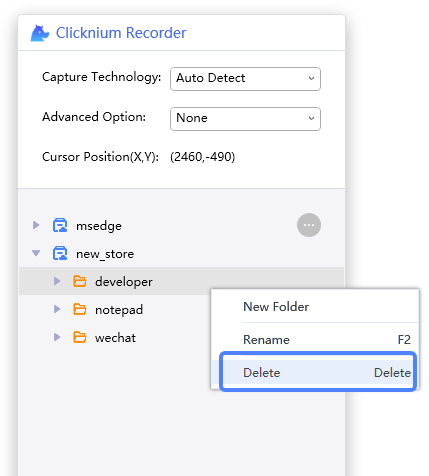 Clicknium Recorder
Capture Technology: Auto Detect
Advanced Option: None
Cursor Position(X,Y): (2460,-490)
msedge
new_store
developer
notepad
wechat
New Folder
Rename F2
Delete Delete